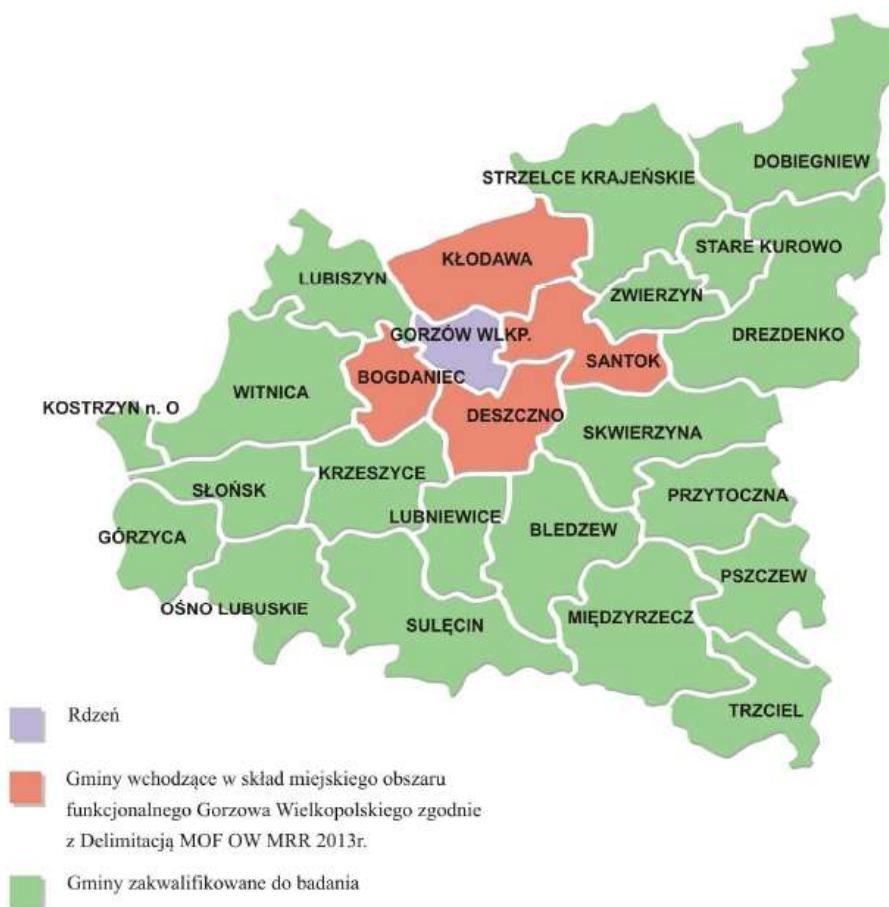 DOBIEGNIEW
STRZELCE KRAJEŃSKIE
STARE KUROWO
KŁODAWA
LUBISZYN
ZWIERZYN
GORZÓW WLKP.
DREZDENKO
SANTOK
BOGDANIEC
WITNICA
KOSTRZYN n. O
DESZCZNO
SKWIERZYNA
KRZESZYCE
SŁOŃSK
PRZYTOCZNA
LUBNIEWICE
BLEDZEW
GÓRZYCA
PSZCZEW
OŚNO LUBUSKIE
MIĘDZYRZECZ
SULĘCIN
TRZCIEL
Rdzeń
Gminy wchodzące w skład miejskiego obszaru
funkcjonalnego Gorzowa Wielkopolskiego zgodnie
z Delimitacją MOF OW MRR 2013r.
Gminy zakwalifikowane do badania